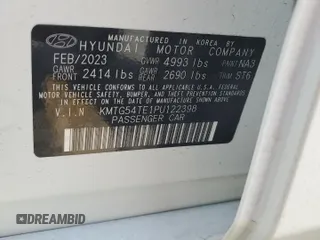 MFD. IN KOREA BY
HYUNDAI MOTOR COMPANY
FEB/2023 GVWR 4993 lbs PAINT NA3
GAWR FRONT 2414 lbs GAWR REAR 2690 lbs TRIM ST6
THIS VEHICLE CONFORMS TO ALL APPLICABLE U.S.
FEDERAL MOTOR VEHICLE SAFETY, BUMPER, AND THEFT
PREVENTION STANDARDS IN EFFECT ON THE DATE OF
MANUFACTURE SHOWN ABOVE.
V.I.N KMTG54TE1PU122398
PASSENGER CAR